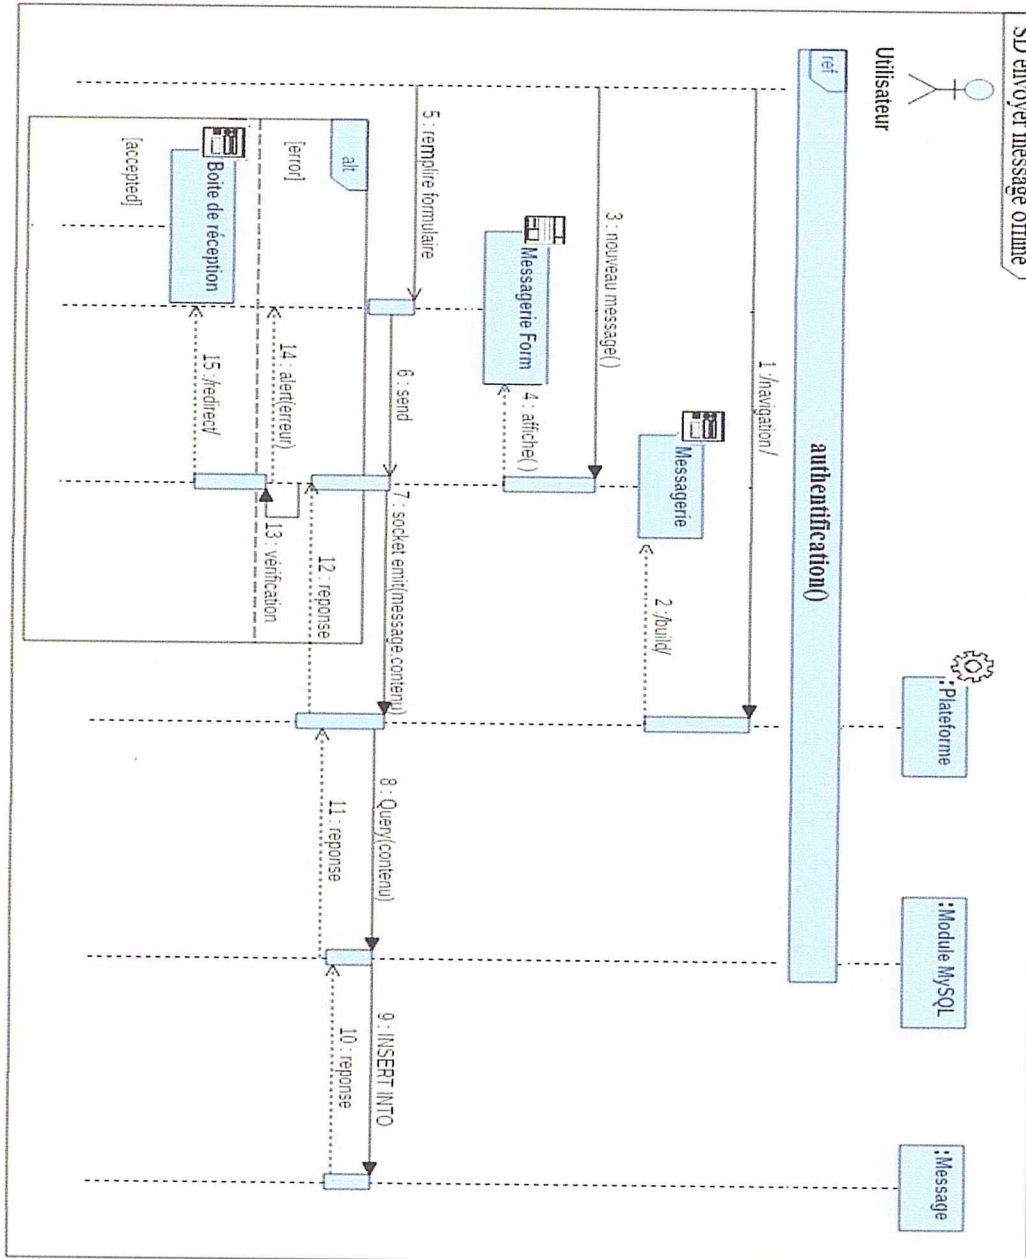 SD envoyer message offline
Utilisateur
:Plateforme
:Module MySQL
:Message
ref
authentification()
1 :/navigation/
2 :/build/
Messagerie
3 : nouveau message()
4 : affiche()
Messagerie Form
5 : remplire formulaire
6 : send
7 : socket emit(message,contenu)
8 : Query(contenu)
9 : INSERT INTO
10 : reponse
11 : reponse
12 : reponse
alt
[error]
13 : vérification
14 : alert(erreur)
Boite de réception
15 :/redirect/
[accepted]